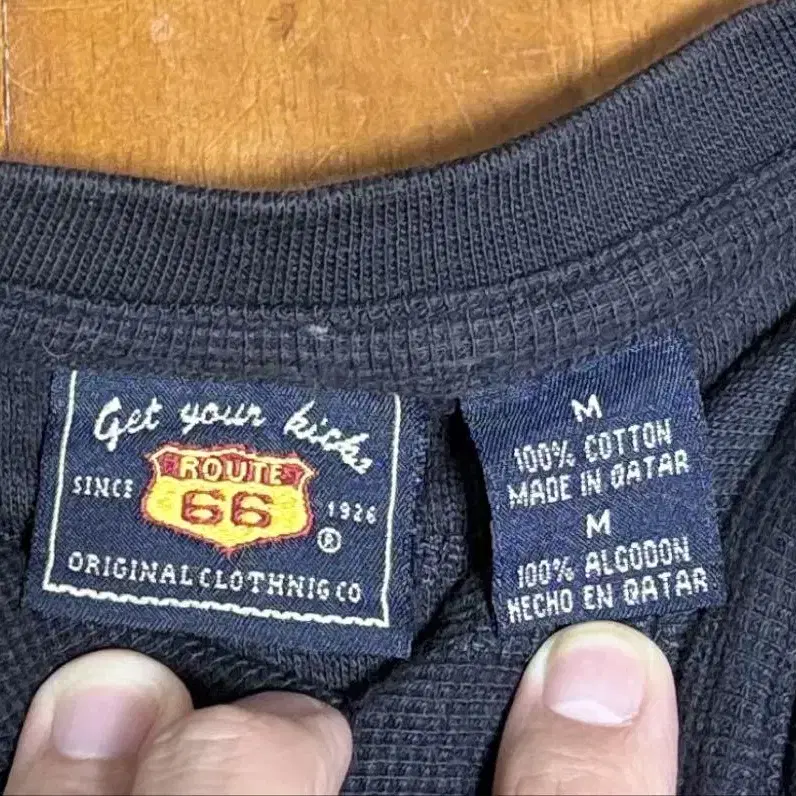 Get your kicks
ROUTE
66
SINCE 1926
®
ORIGINAL CLOTHNIG CO
M
100% COTTON
MADE IN QATAR
M
100% ALGODON
HECHO EN QATAR